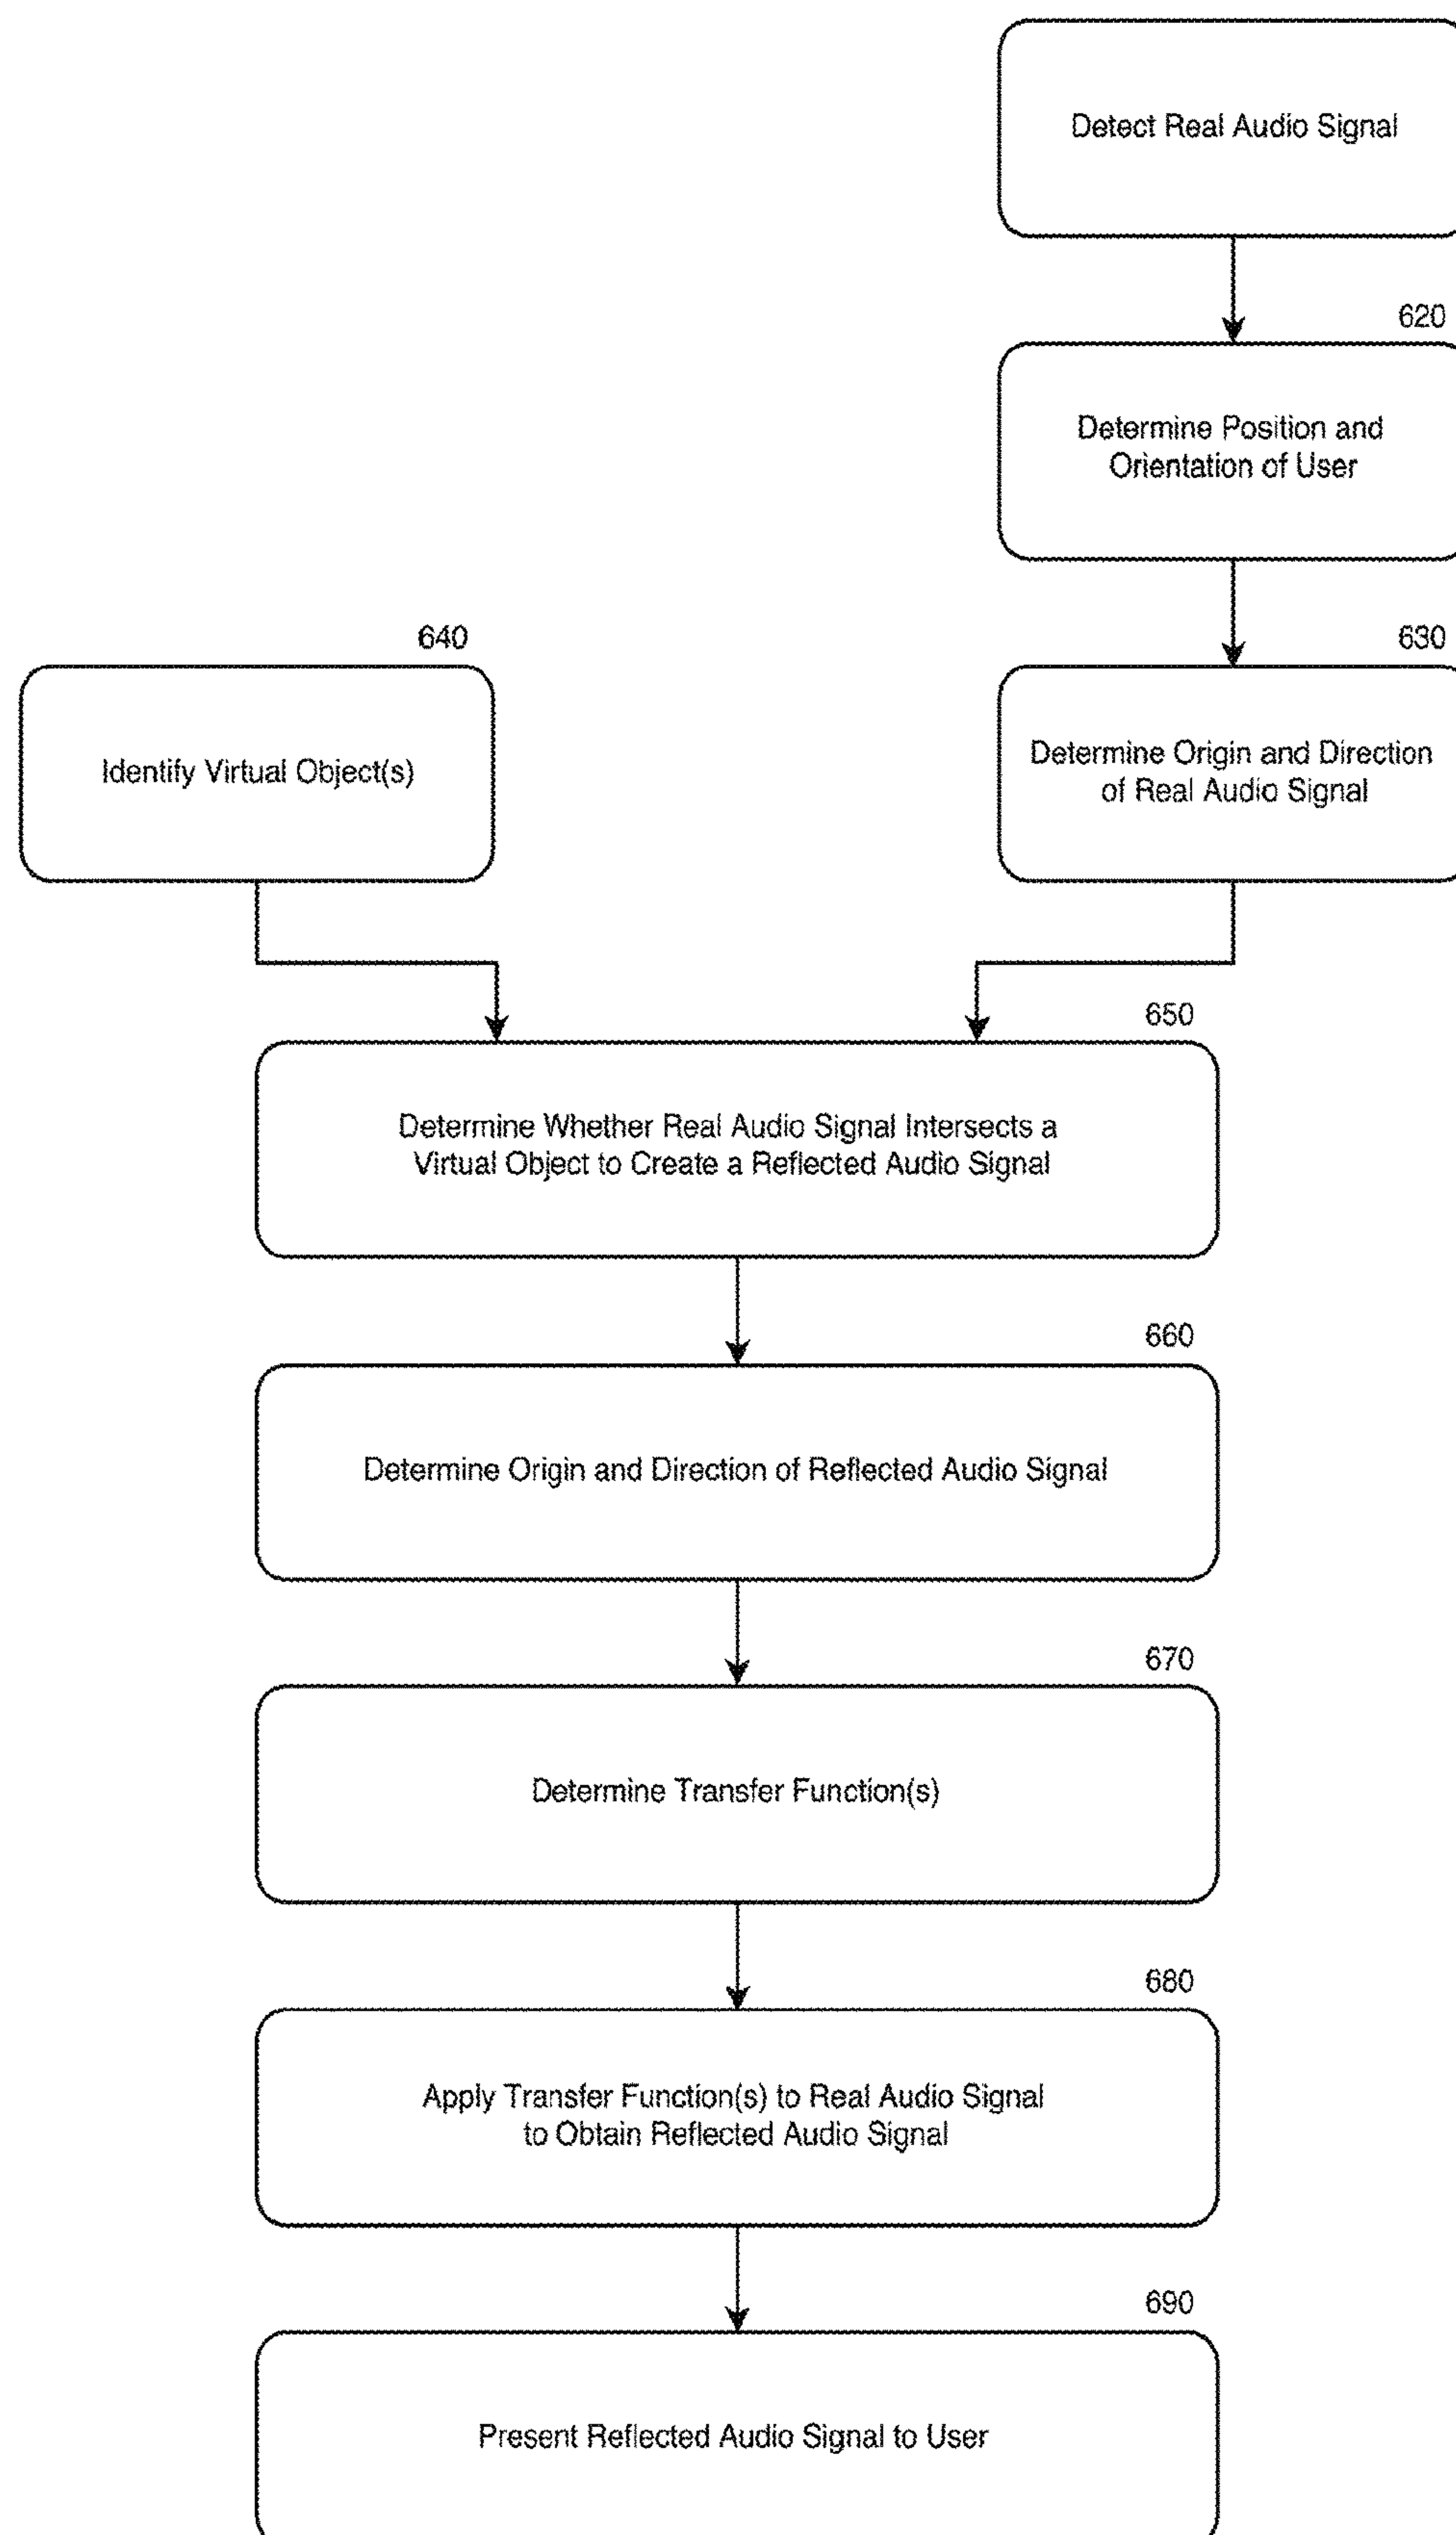 Detect Real Audio Signal
620
Determine Position and
Orientation of User
640
630
Identify Virtual Object(s)
Determine Origin and Direction
of Real Audio Signal
650
Determine Whether Real Audio Signal Intersects a
Virtual Object to Create a Reflected Audio Signal
660
Determine Origin and Direction of Reflected Audio Signal
670
Determine Transfer Function(s)
680
Apply Transfer Function(s) to Real Audio Signal
to Obtain Reflected Audio Signal
690
Present Reflected Audio Signal to User